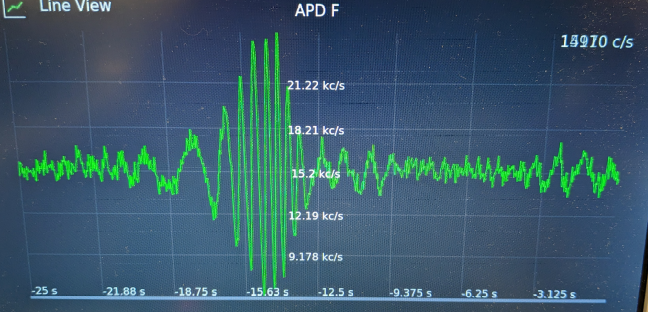 Line View
APD F
c/s
21.22 kc/s
18.21 kc/s
15.2 kc/s
12.19 kc/s
9.178 kc/s
-25 s -21.88 s -18.75 s -15.63 s -12.5 s -9.375 s -6.25 s -3.125 s